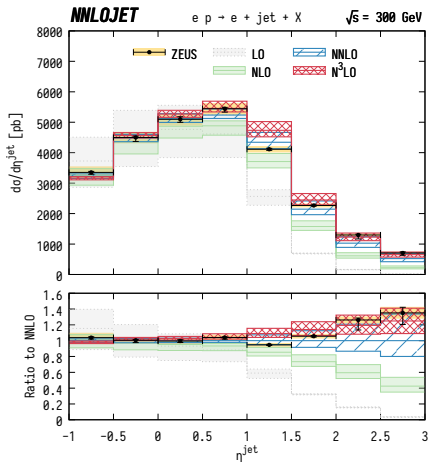 NNLOJET e p → e + jet + X √s = 300 GeV
8000
7000
6000
5000
4000
3000
2000
1000
0
dσ/dη^jet [pb]
ZEUS LO NNLO
NLO N³LO
1.6
1.4
1.2
1
0.8
0.6
0.4
0.2
0
Ratio to NNLO
-1 -0.5 0 0.5 1 1.5 2 2.5 3
η^jet